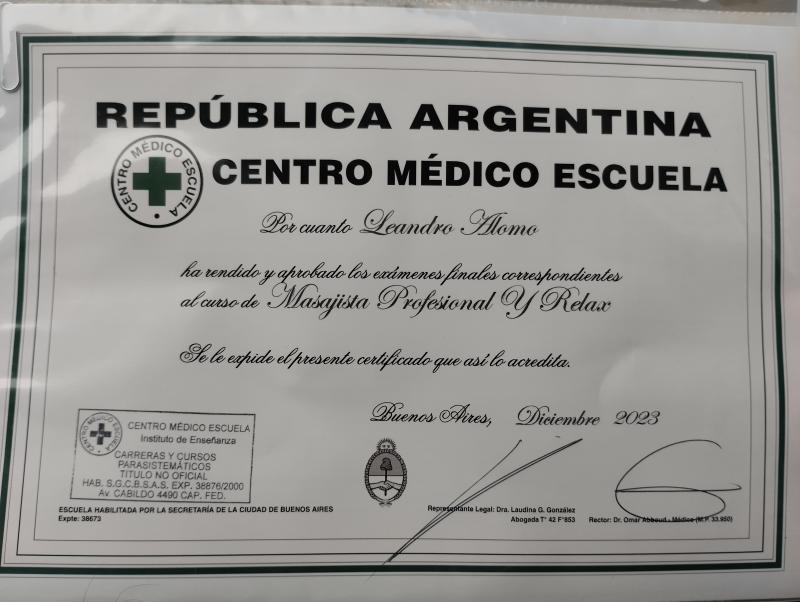 REPÚBLICA ARGENTINA
CENTRO MÉDICO ESCUELA
CENTRO MÉDICO ESCUELA
Por cuanto Leandro Alomo
ha rendido y aprobado los exámenes finales correspondientes
al curso de Masajista Profesional Y Relax
Se le expide el presente certificado que así lo acredita.
Buenos Aires, Diciembre 2023
CENTRO MÉDICO ESCUELA
CENTRO MÉDICO ESCUELA
Instituto de Enseñanza
CARRERAS Y CURSOS
PARASISTEMÁTICOS
TITULO NO OFICIAL
HAB. S.G.C.B.S.A.S. EXP. 38876/2000
Av. CABILDO 4490 CAP. FED.
ESCUELA HABILITADA POR LA SECRETARÍA DE LA CIUDAD DE BUENOS AIRES
Expte: 38673
Representante Legal: Dra. Laudina G. González
Abogada T° 42 F°853
Rector: Dr. Omar Abboud - Médico (M.P. 33.950)